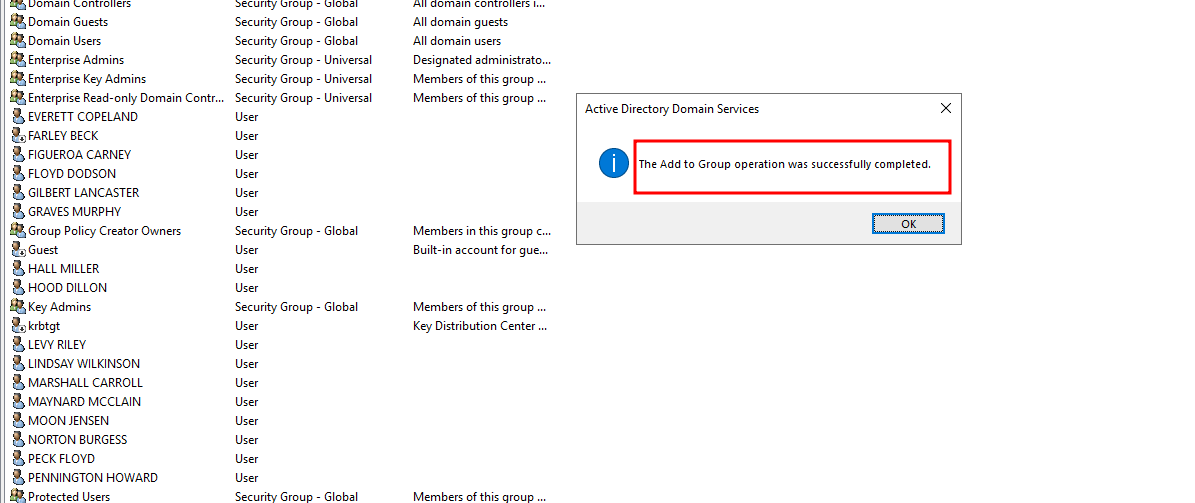 Domain Controllers Security Group - Global All domain controllers i...
Domain Guests Security Group - Global All domain guests
Domain Users Security Group - Global All domain users
Enterprise Admins Security Group - Universal Designated administrato...
Enterprise Key Admins Security Group - Universal Members of this group ...
Enterprise Read-only Domain Contr... Security Group - Universal Members of this group ...
EVERETT COPELAND User
FARLEY BECK User
FIGUEROA CARNEY User
FLOYD DODSON User
GILBERT LANCASTER User
GRAVES MURPHY User
Group Policy Creator Owners Security Group - Global Members in this group c...
Guest User Built-in account for gue...
HALL MILLER User
HOOD DILLON User
Key Admins Security Group - Global Members of this group ...
krbtgt User Key Distribution Center ...
LEVY RILEY User
LINDSAY WILKINSON User
MARSHALL CARROLL User
MAYNARD MCCLAIN User
MOON JENSEN User
NORTON BURGESS User
PECK FLOYD User
PENNINGTON HOWARD User
Protected Users Security Group - Global Members of this group ...
Active Directory Domain Services
The Add to Group operation was successfully completed.
OK